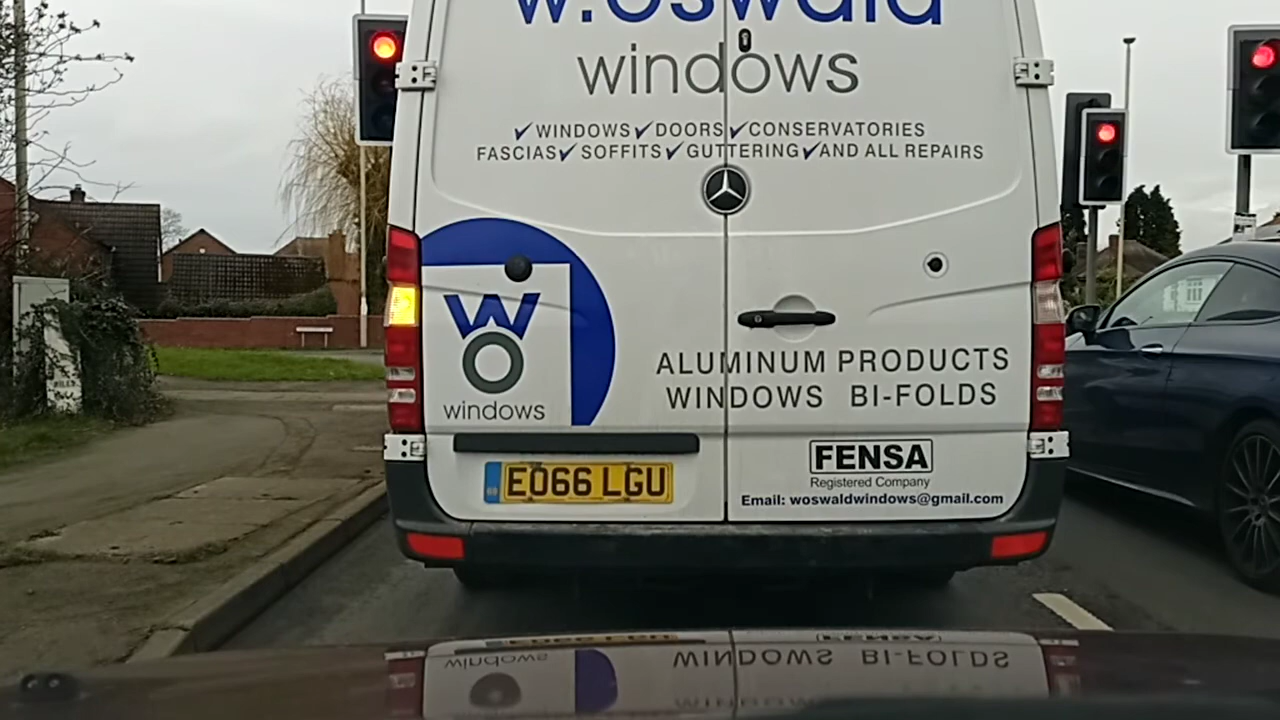 w.oswald
windows
WINDOWS DOORS CONSERVATORIES
FASCIAS SOFFITS GUTTERING AND ALL REPAIRS
wo
windows
ALUMINUM PRODUCTS
WINDOWS BI-FOLDS
EO66 LGU
FENSA
Registered Company
Email: woswaldwindows@gmail.com